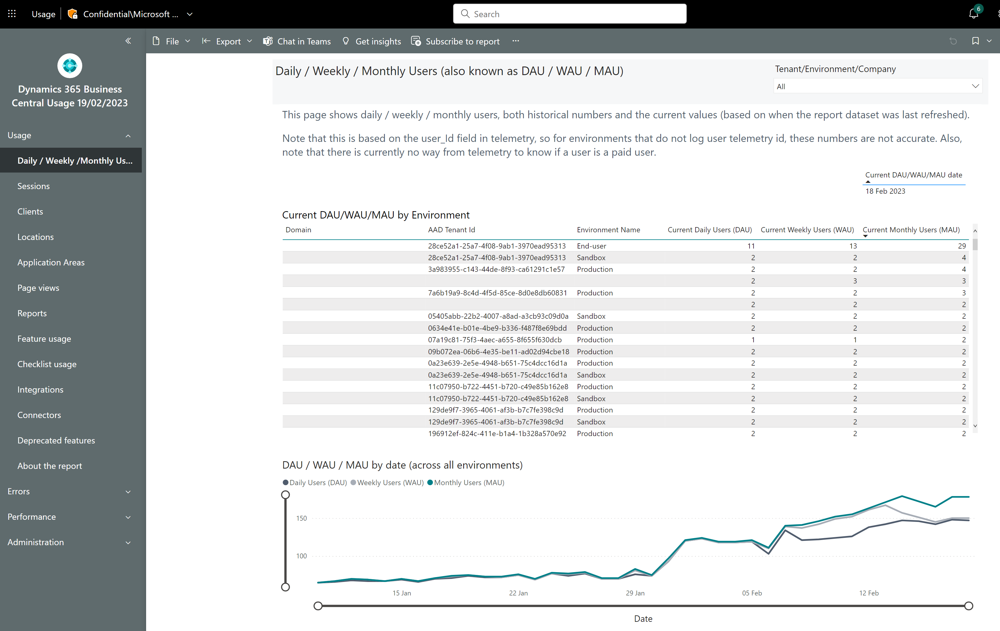 Usage
Confidential\Microsoft ...
Search
6
File
Export
Chat in Teams
Get insights
Subscribe to report
...
Dynamics 365 Business
Central Usage 19/02/2023
Usage
Daily / Weekly /Monthly Us...
Sessions
Clients
Locations
Application Areas
Page views
Reports
Feature usage
Checklist usage
Integrations
Connectors
Deprecated features
About the report
Errors
Performance
Administration
Daily / Weekly / Monthly Users (also known as DAU / WAU / MAU)
Tenant/Environment/Company
All
This page shows daily / weekly / monthly users, both historical numbers and the current values (based on when the report dataset was last refreshed).
Note that this is based on the user_Id field in telemetry, so for environments that do not log user telemetry id, these numbers are not accurate. Also,
note that there is currently no way from telemetry to know if a user is a paid user.
Current DAU/WAU/MAU date
18 Feb 2023
Current DAU/WAU/MAU by Environment
Domain AAD Tenant Id Environment Name Current Daily Users (DAU) Current Weekly Users (WAU) Current Monthly Users (MAU)
28ce52a1-25a7-4f08-9ab1-3970ead95313 End-user 11 13 29
28ce52a1-25a7-4f08-9ab1-3970ead95313 Sandbox 2 2 4
3a983955-c143-44de-8f93-ca61291c1e57 Production 2 2 4
2 3 3
7a6b19a9-8c4d-4f5d-85ce-8d0e8db60831 Production 2 2 3
2 2 2
05405abb-22b2-4007-a8ad-a3cb93c09d0a Sandbox 2 2 2
0634e41e-b01e-4be9-b336-f487f8e69bdd Production 2 2 2
07a19c81-75f3-4aec-a655-8f655f630dcb Production 1 1 2
09b072ea-06b6-4e35-be11-ad02d94cbe18 Production 2 2 2
0a23e639-2e5e-4948-b651-75c4dcc16d1a Production 2 2 2
0a23e639-2e5e-4948-b651-75c4dcc16d1a Sandbox 2 2 2
11c07950-b722-4451-b720-c49e85b162e8 Production 2 2 2
11c07950-b722-4451-b720-c49e85b162e8 Sandbox 2 2 2
129de9f7-3965-4061-af3b-b7c7fe398c9d Production 2 2 2
129de9f7-3965-4061-af3b-b7c7fe398c9d Sandbox 2 2 2
196912ef-824c-411e-b1a4-1b328a570e92 Production 2 2 2
DAU / WAU / MAU by date (across all environments)
Daily Users (DAU) Weekly Users (WAU) Monthly Users (MAU)
150
100
15 Jan 22 Jan 29 Jan 05 Feb 12 Feb
Date